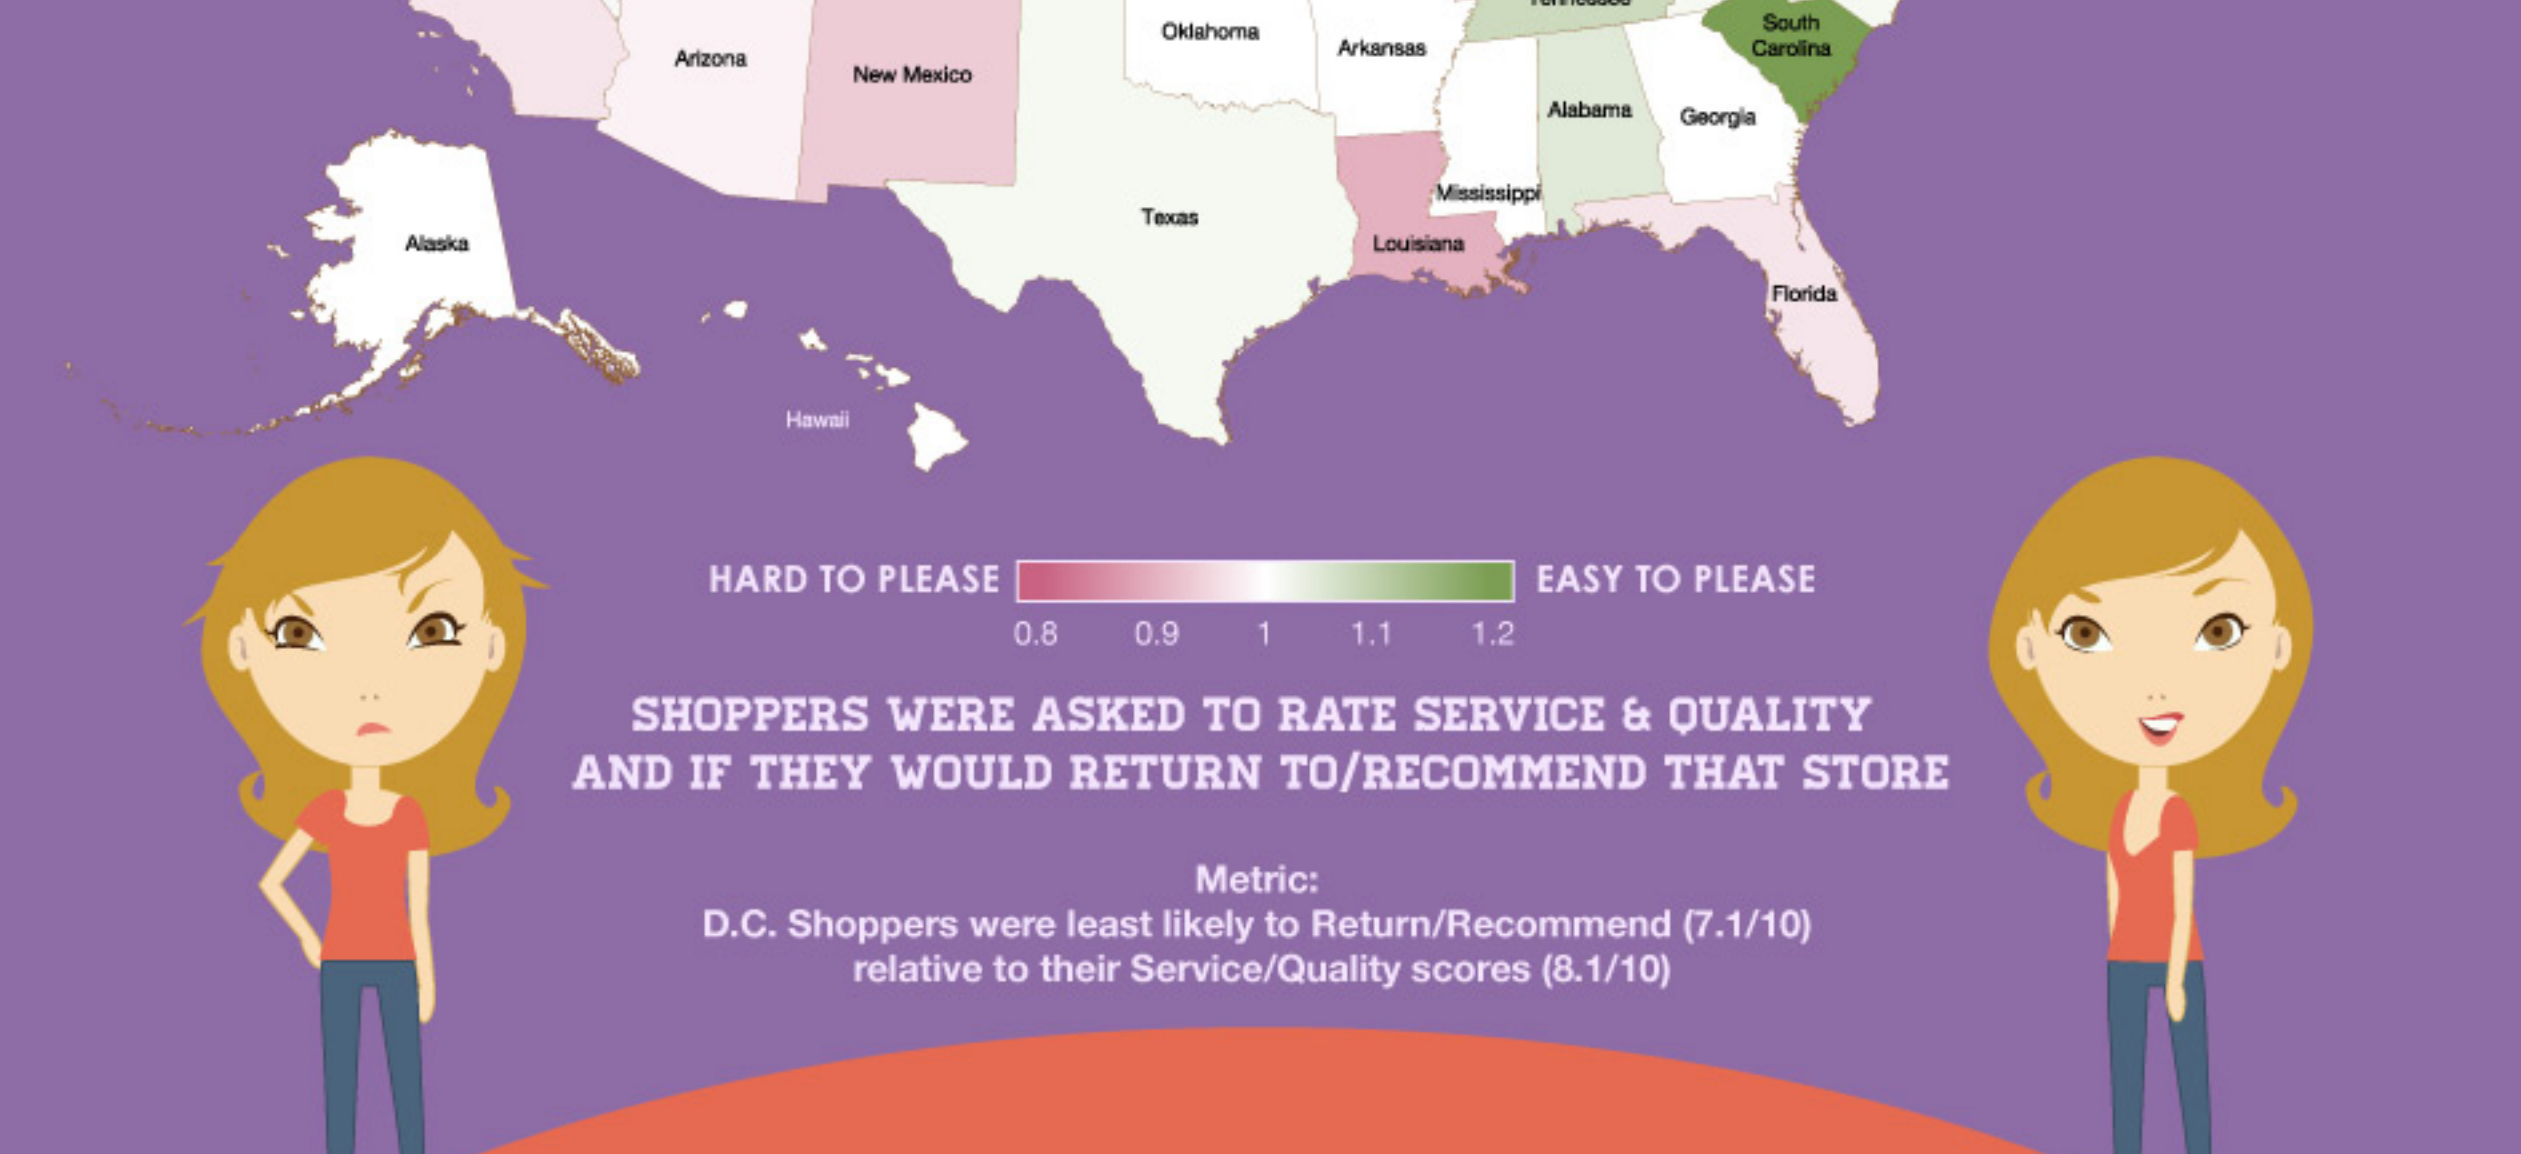 Tennessee
South
Carolina
Oklahoma
Arkansas
Arizona
New Mexico
Alabama
Georgia
Mississippi
Texas
Alaska
Louisiana
Florida
Hawaii
HARD TO PLEASE
EASY TO PLEASE
0.8 0.9 1 1.1 1.2
SHOPPERS WERE ASKED TO RATE SERVICE & QUALITY
AND IF THEY WOULD RETURN TO/RECOMMEND THAT STORE
Metric:
D.C. Shoppers were least likely to Return/Recommend (7.1/10)
relative to their Service/Quality scores (8.1/10)